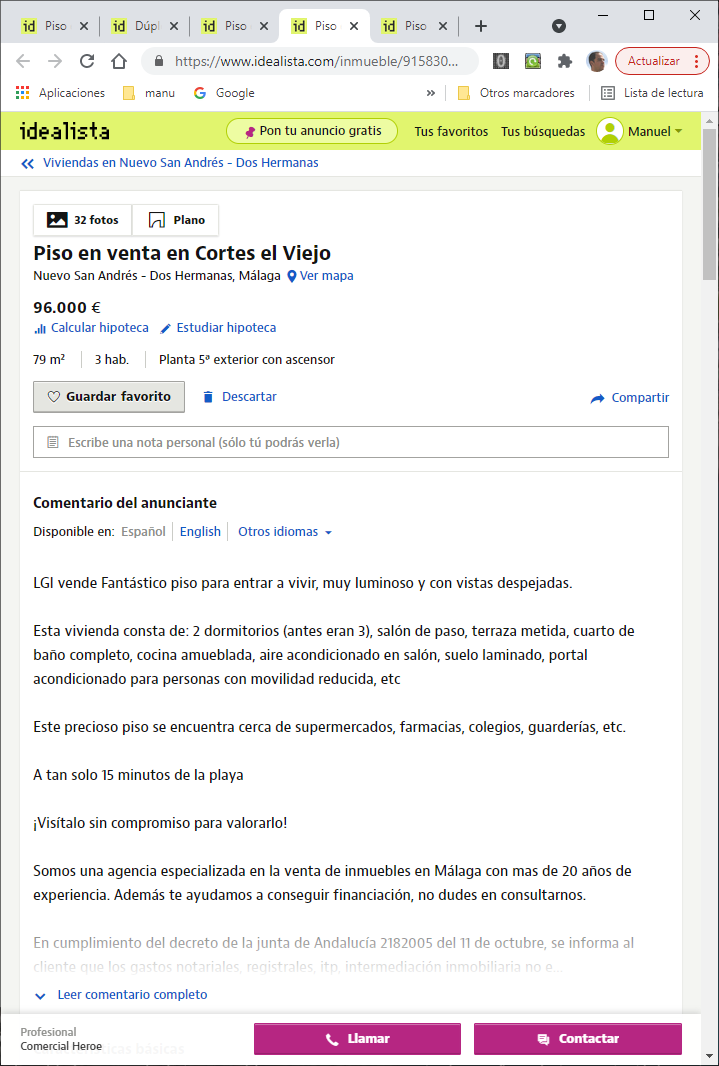 id Piso
id Dúpl
id Piso
id Piso
id Piso
https://www.idealista.com/inmueble/915830...
Actualizar
Aplicaciones
manu
Google
»
Otros marcadores
Lista de lectura
idealista
Pon tu anuncio gratis
Tus favoritos
Tus búsquedas
Manuel
Viviendas en Nuevo San Andrés - Dos Hermanas
32 fotos
Plano
Piso en venta en Cortes el Viejo
Nuevo San Andrés - Dos Hermanas, Málaga Ver mapa
96.000 €
Calcular hipoteca Estudiar hipoteca
79 m² 3 hab. Planta 5ª exterior con ascensor
Guardar favorito Descartar Compartir
Escribe una nota personal (sólo tú podrás verla)
Comentario del anunciante
Disponible en: Español English Otros idiomas
LGI vende Fantástico piso para entrar a vivir, muy luminoso y con vistas despejadas.
Esta vivienda consta de: 2 dormitorios (antes eran 3), salón de paso, terraza metida, cuarto de
baño completo, cocina amueblada, aire acondicionado en salón, suelo laminado, portal
acondicionado para personas con movilidad reducida, etc
Este precioso piso se encuentra cerca de supermercados, farmacias, colegios, guarderías, etc.
A tan solo 15 minutos de la playa
¡Visítalo sin compromiso para valorarlo!
Somos una agencia especializada en la venta de inmuebles en Málaga con mas de 20 años de
experiencia. Además te ayudamos a conseguir financiación, no dudes en consultarnos.
En cumplimiento del decreto de la junta de Andalucía 2182005 del 11 de octubre, se informa al
cliente que los gastos notariales, registrales, itp, intermediación inmobiliaria no e...
Leer comentario completo
Profesional
Comercial Heroe
icas básicas
Llamar
Contactar